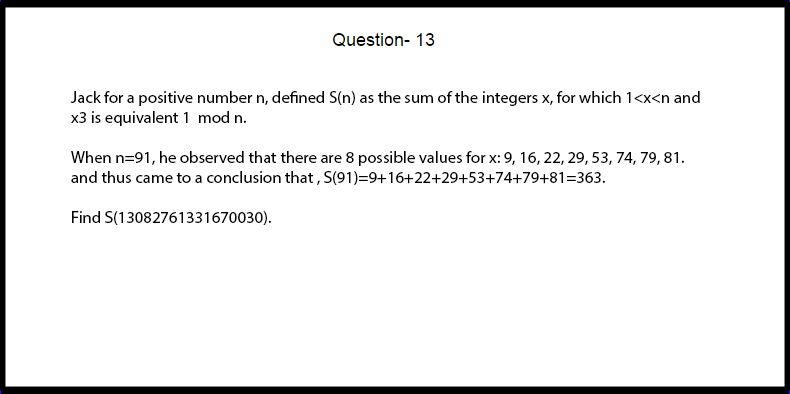 Question- 13
Jack for a positive number n, defined S(n) as the sum of the integers x, for which 1<x<n and
x3 is equivalent 1 mod n.
When n=91, he observed that there are 8 possible values for x: 9, 16, 22, 29, 53, 74, 79, 81.
and thus came to a conclusion that , S(91)=9+16+22+29+53+74+79+81=363.
Find S(13082761331670030).